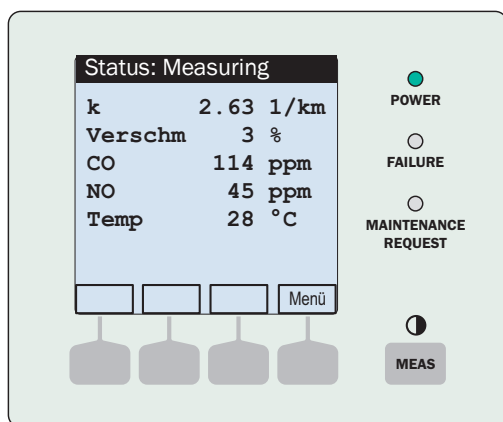 Status: Measuring
k 2.63 1/km
Verschm 3 %
CO 114 ppm
NO 45 ppm
Temp 28 °C
Menü
POWER
FAILURE
MAINTENANCE
REQUEST
MEAS